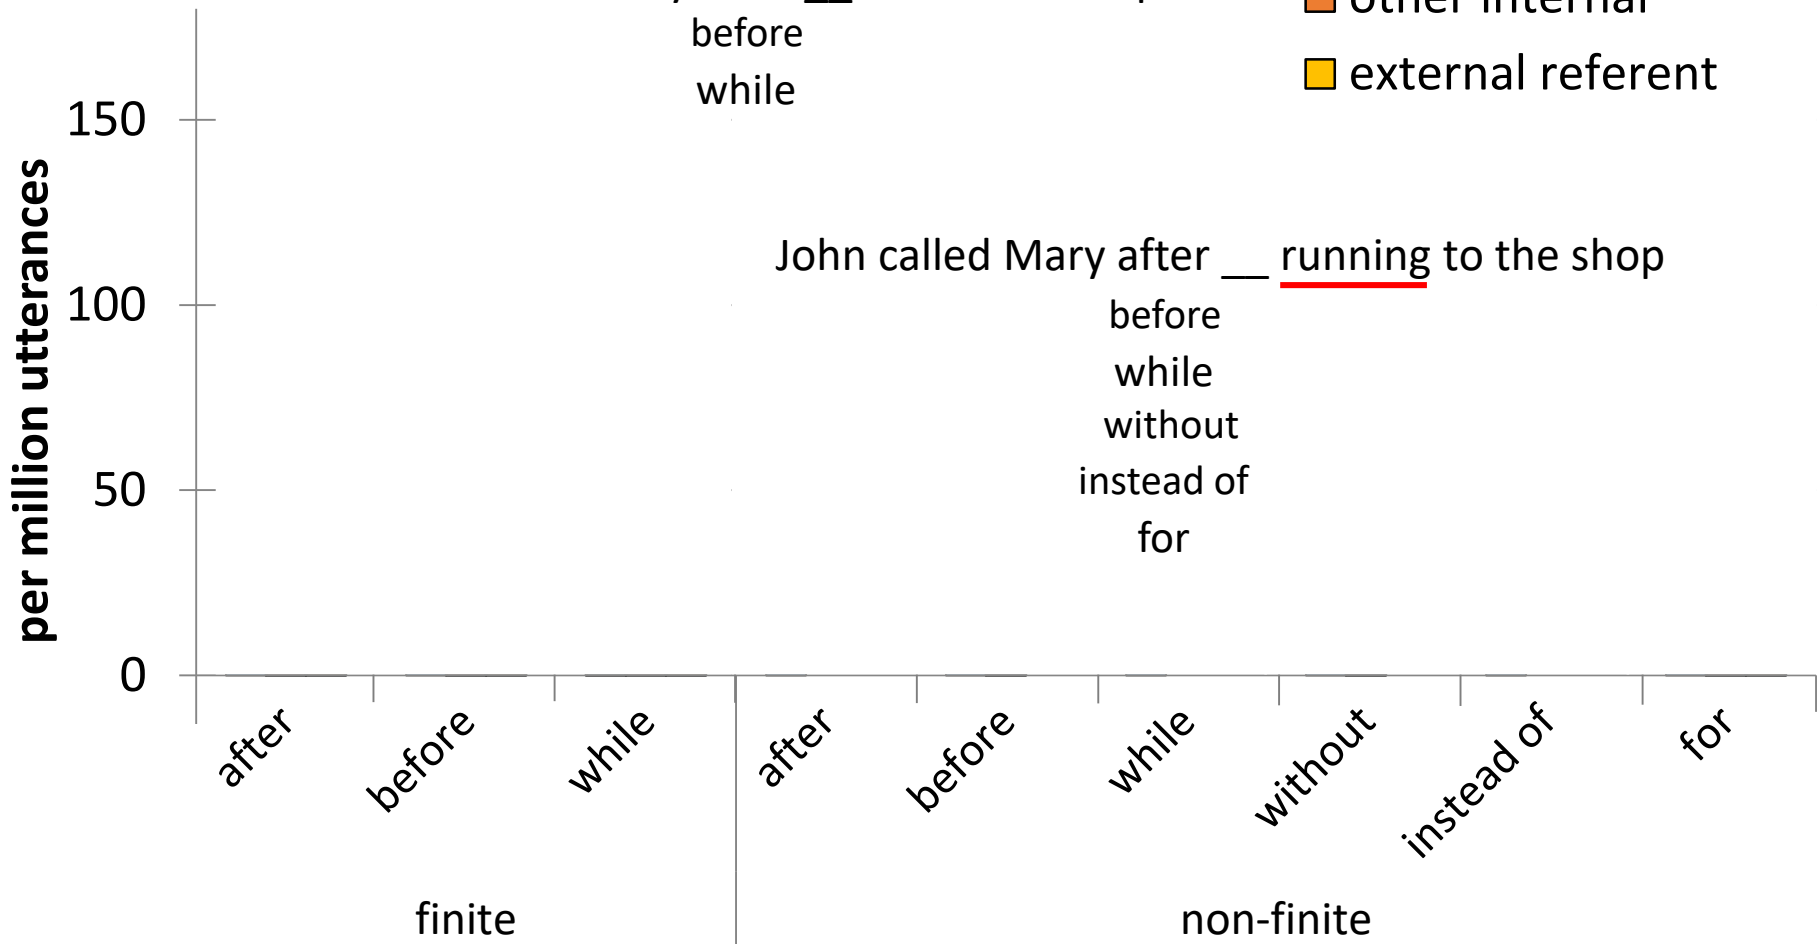 other internal
before
while
external referent
150
100
50
0
per million utterances
John called Mary after __ running to the shop
before
while
without
instead of
for
after
before
while
after
before
while
without
instead of
for
finite
non-finite